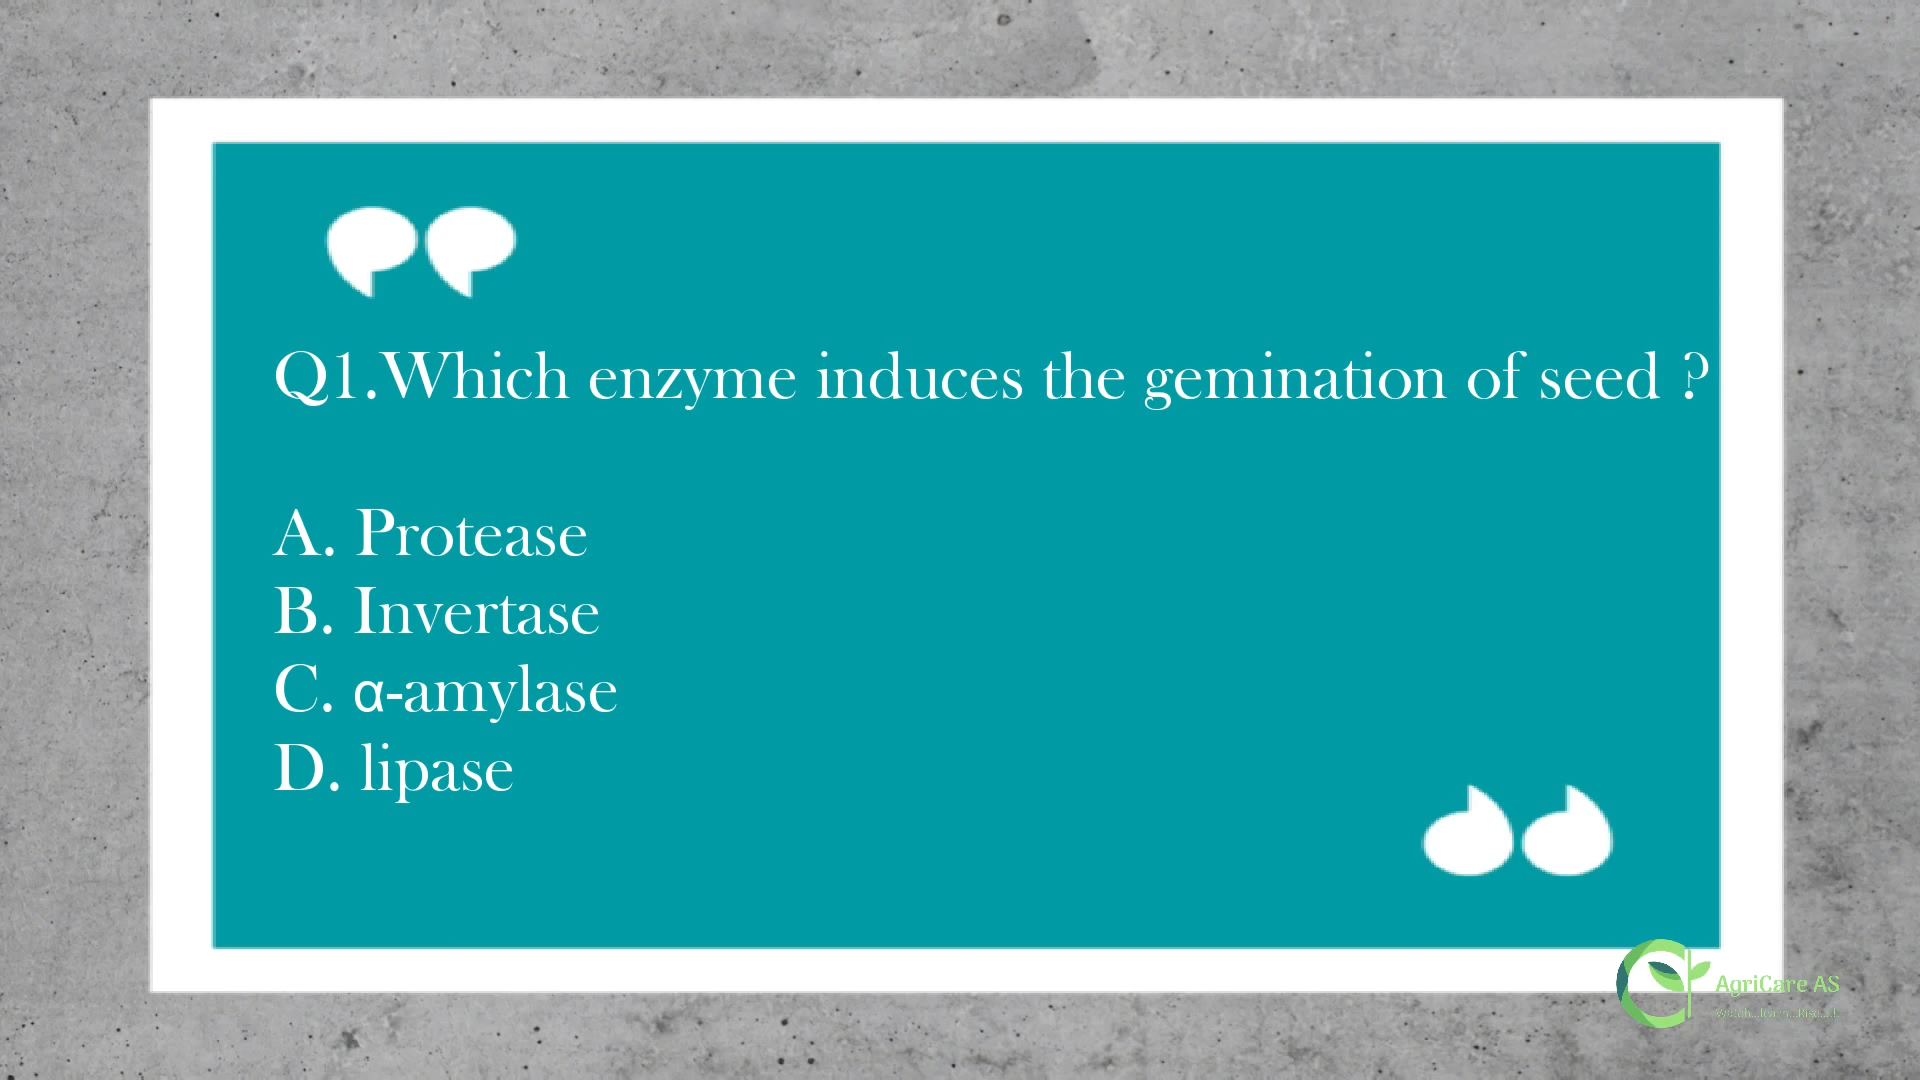 Q1.Which enzyme induces the gemination of seed ?
A. Protease
B. Invertase
C. α-amylase
D. lipase
AgriCare AS